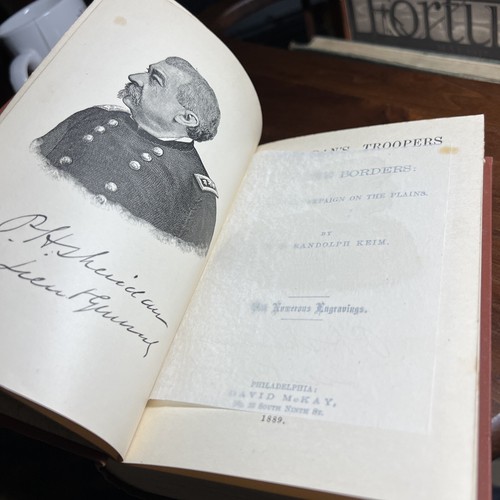 P. H. Sheridan
Lieut General
TROOPERS
BORDERS:
ON THE PLAINS.
BY
RANDOLPH KEIM.
Numerous Engravings.
PHILADELPHIA:
DAVID McKAY,
SOUTH NINTH ST.
1889.